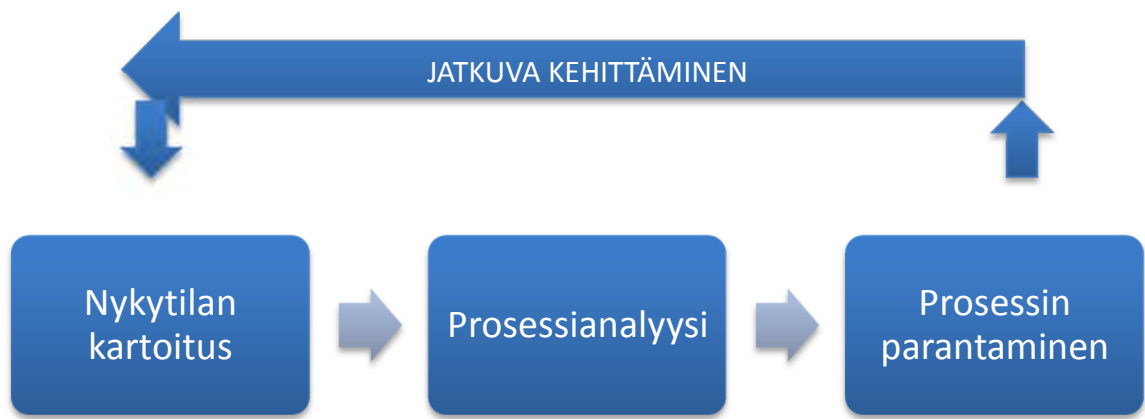 JATKUVA KEHITTÄMINEN
Nykytilan
kartoitus
Prosessianalyysi
Prosessin
parantaminen